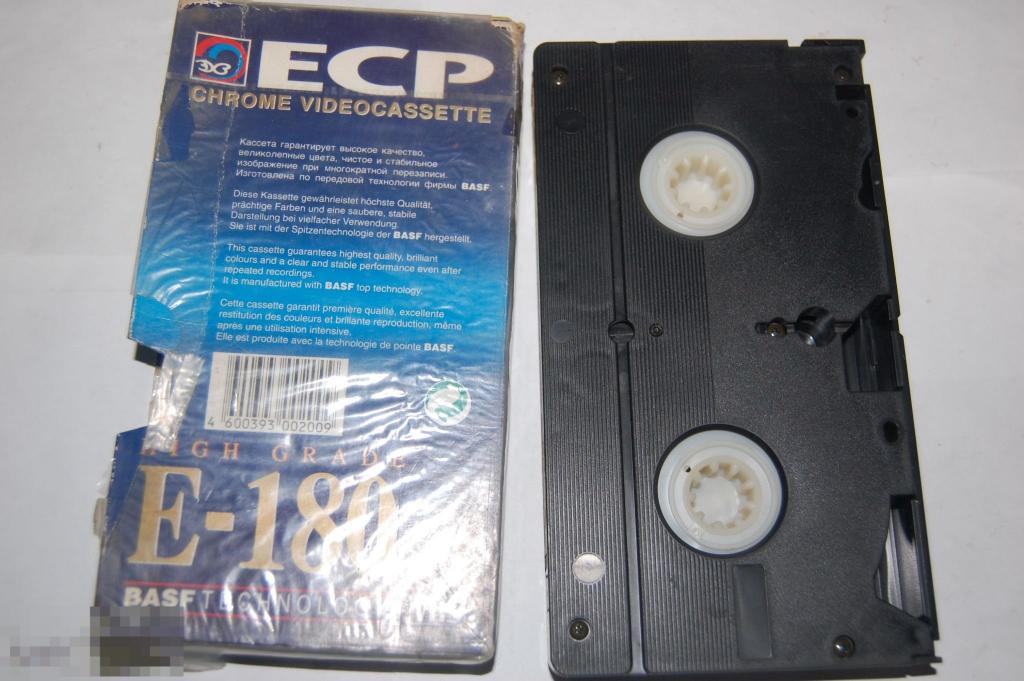 ЭХЗ
ECP
CHROME VIDEOCASSETTE
Кассета гарантирует высокое качество,
великолепные цвета, чистое и стабильное
изображение при многократной перезаписи.
Изготовлена по передовой технологии фирмы BASF.
Diese Kassette gewährleistet höchste Qualität,
prächtige Farben und eine saubere, stabile
Darstellung bei vielfacher Verwendung.
Sie ist mit der Spitzentechnologie der BASF hergestellt.
This cassette guarantees highest quality, brilliant
colours and a clear and stable performance even after
repeated recordings.
It is manufactured with BASF top technology.
Cette cassette garantit première qualité, excellente
restitution des couleurs et brillante reproduction, même
après une utilisation intensive.
Elle est produite avec la technologie de pointe BASF.
4 600393 002009
HIGH GRADE
E-180
BASF TECHNOLOG